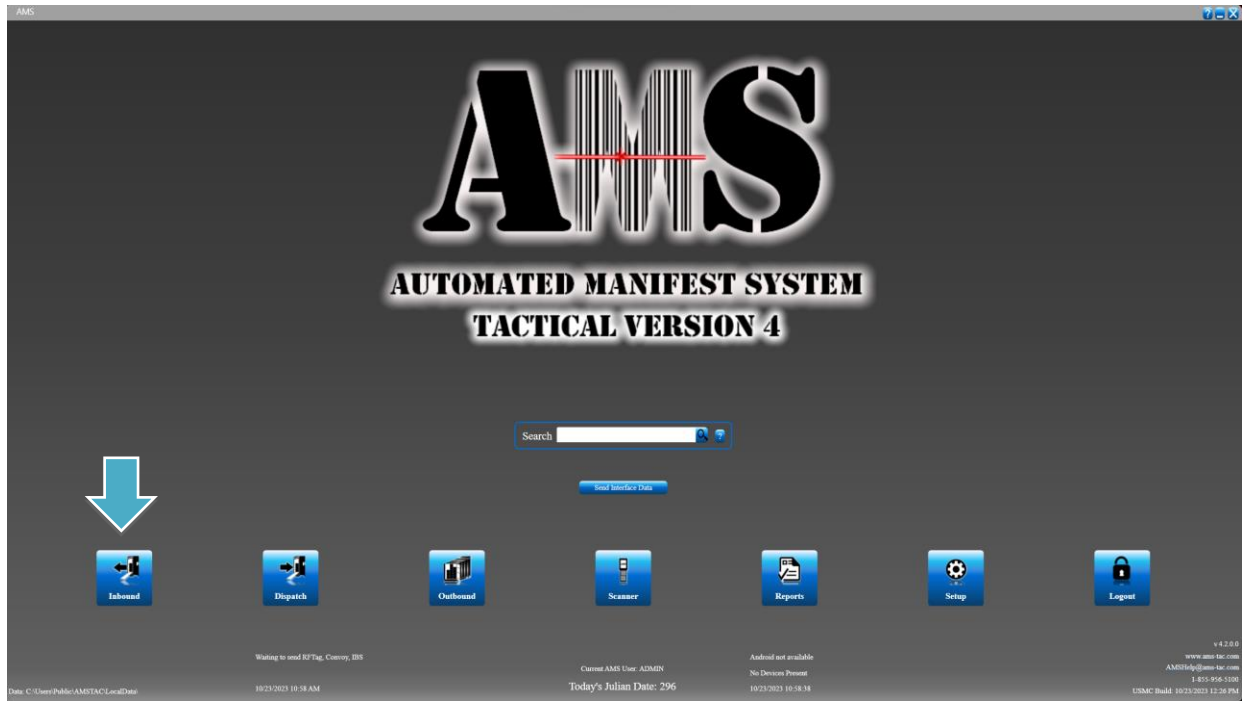 AMS
AMS
AUTOMATED MANIFEST SYSTEM
TACTICAL VERSION 4
Search
?
Send Interface Data
Inbound
Dispatch
Outbound
Scanner
Reports
Setup
Logout
Waiting to send RFTag, Convoy, IBS
10/23/2023 10:58 AM
Current AMS User: ADMIN
Today's Julian Date: 296
Android not available
No Devices Present
10/23/2023 10:58:38
v 4.2.0.0
www.ams-tac.com
AMSHelp@ams-tac.com
1-855-956-5100
USMC Build: 10/23/2023 12:26 PM
Data: C:\Users\Public\AMSTAC\LocalData\